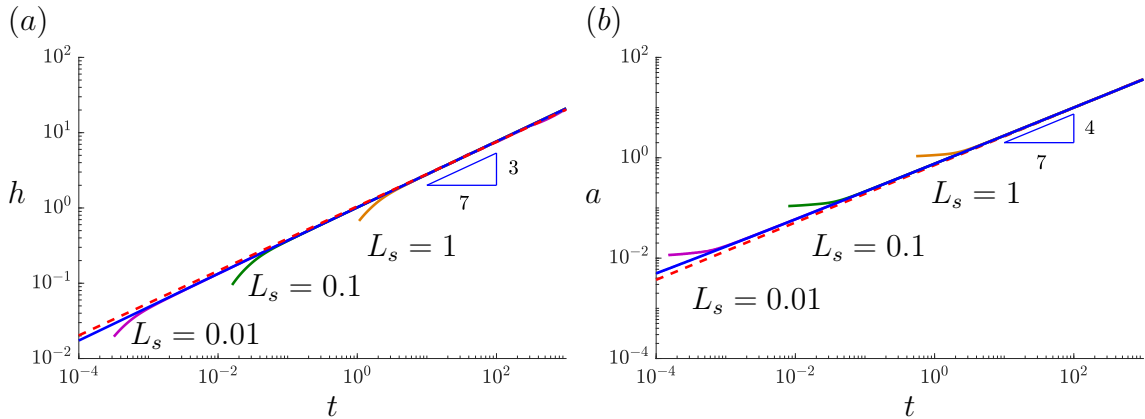 (a)
10^2
10^1
10^0
10^{-1}
10^{-2}
h
10^{-4}
10^{-2}
10^0
10^2
t
3
7
L_s = 1
L_s = 0.1
L_s = 0.01
(b)
10^2
10^0
10^{-2}
10^{-4}
a
10^{-4}
10^{-2}
10^0
10^2
t
4
7
L_s = 1
L_s = 0.1
L_s = 0.01